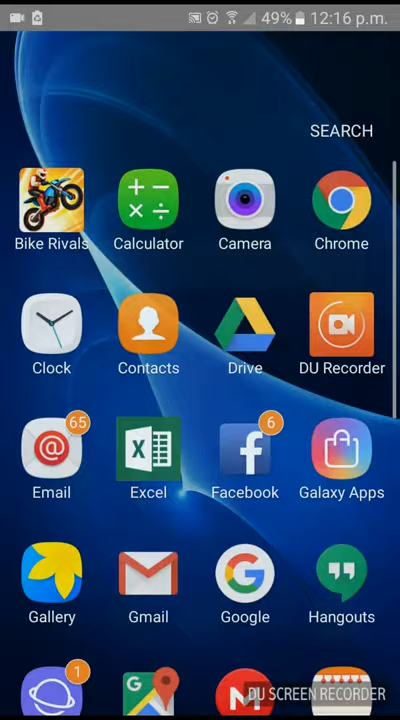 49% 12:16 p.m.
SEARCH
Bike Rivals Calculator Camera Chrome
Clock Contacts Drive DU Recorder
65 6
Email Excel Facebook Galaxy Apps
Gallery Gmail Google Hangouts
1
DU SCREEN RECORDER